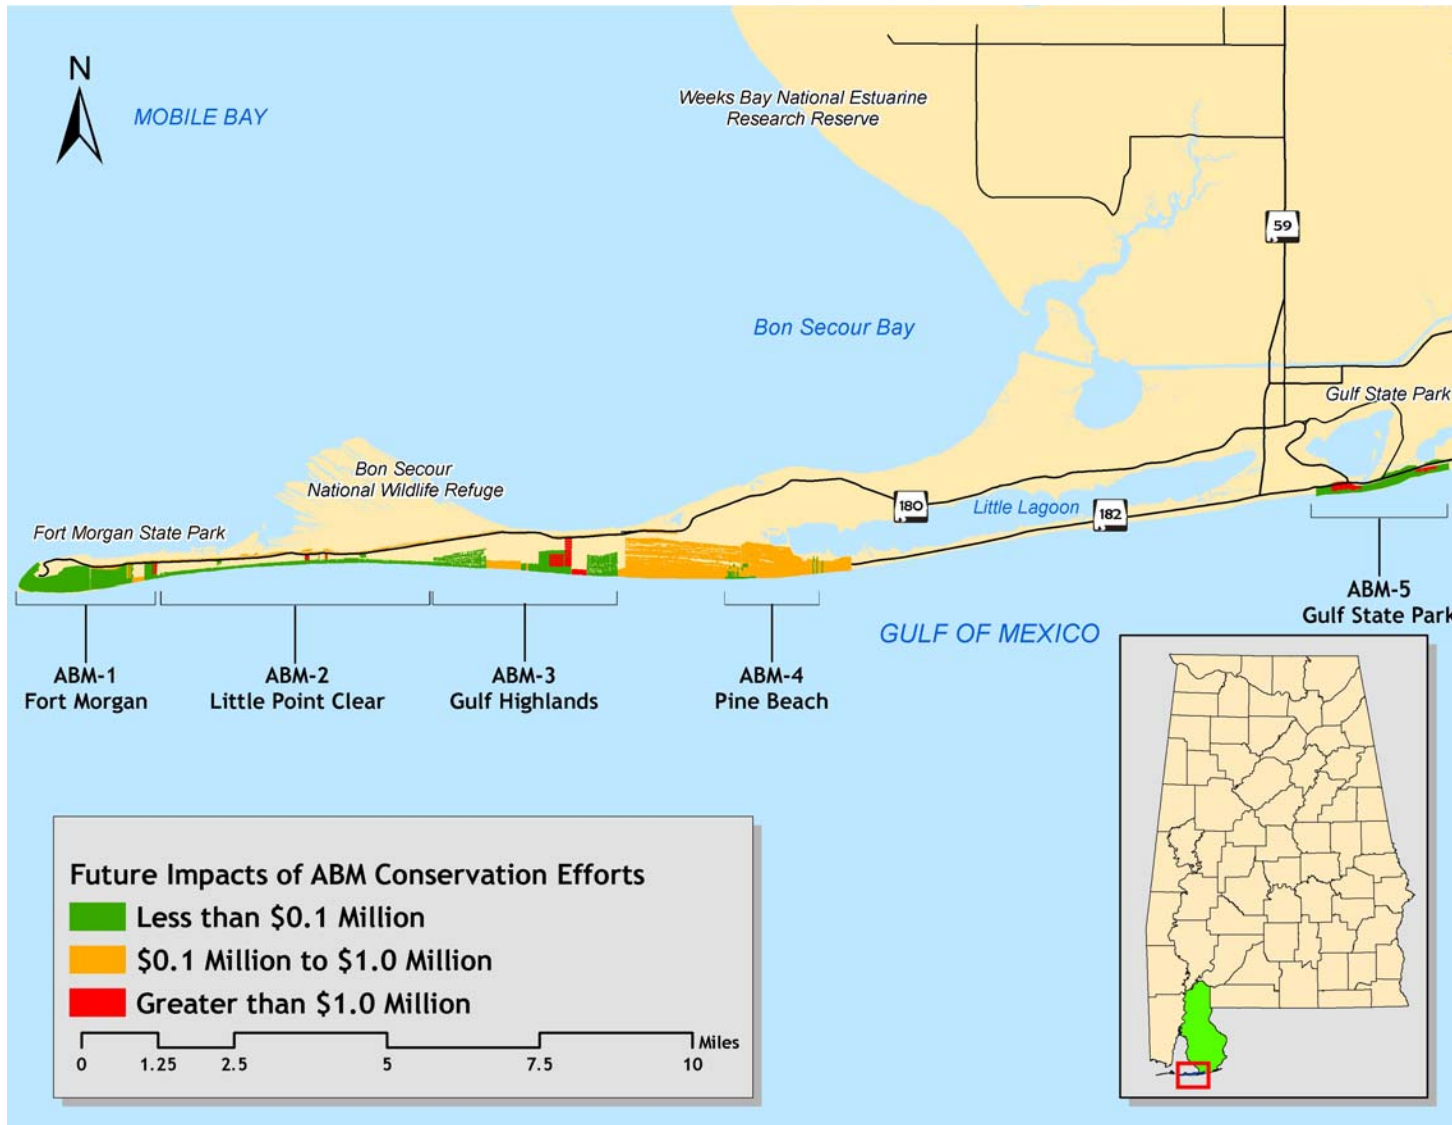 N
MOBILE BAY
Weeks Bay National Estuarine
Research Reserve
59
Bon Secour Bay
Gulf State Park
Bon Secour
National Wildlife Refuge
180
Little Lagoon
182
Fort Morgan State Park
ABM-5
Gulf State Park
GULF OF MEXICO
ABM-1
Fort Morgan
ABM-2
Little Point Clear
ABM-3
Gulf Highlands
ABM-4
Pine Beach
Future Impacts of ABM Conservation Efforts
Less than $0.1 Million
$0.1 Million to $1.0 Million
Greater than $1.0 Million
Miles
0 1.25 2.5 5 7.5 10